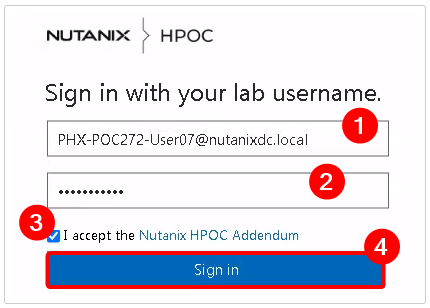 NUTANIX HPOC
Sign in with your lab username.
PHX-POC272-User07@nutanixdc.local
1
•••••••••••
2
3
I accept the Nutanix HPOC Addendum
4
Sign in